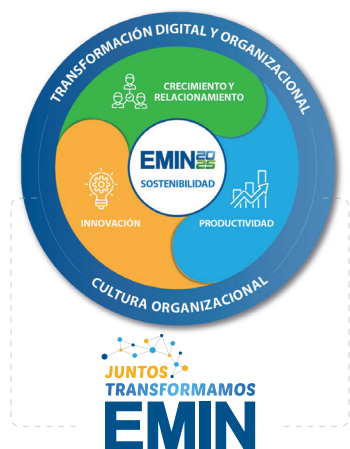 TRANSFORMACIÓN DIGITAL Y ORGANIZACIONAL
CRECIMIENTO Y
RELACIONAMIENTO
EMIN 2025
SOSTENIBILIDAD
INNOVACIÓN
PRODUCTIVIDAD
CULTURA ORGANIZACIONAL
JUNTOS
TRANSFORMAMOS
EMIN